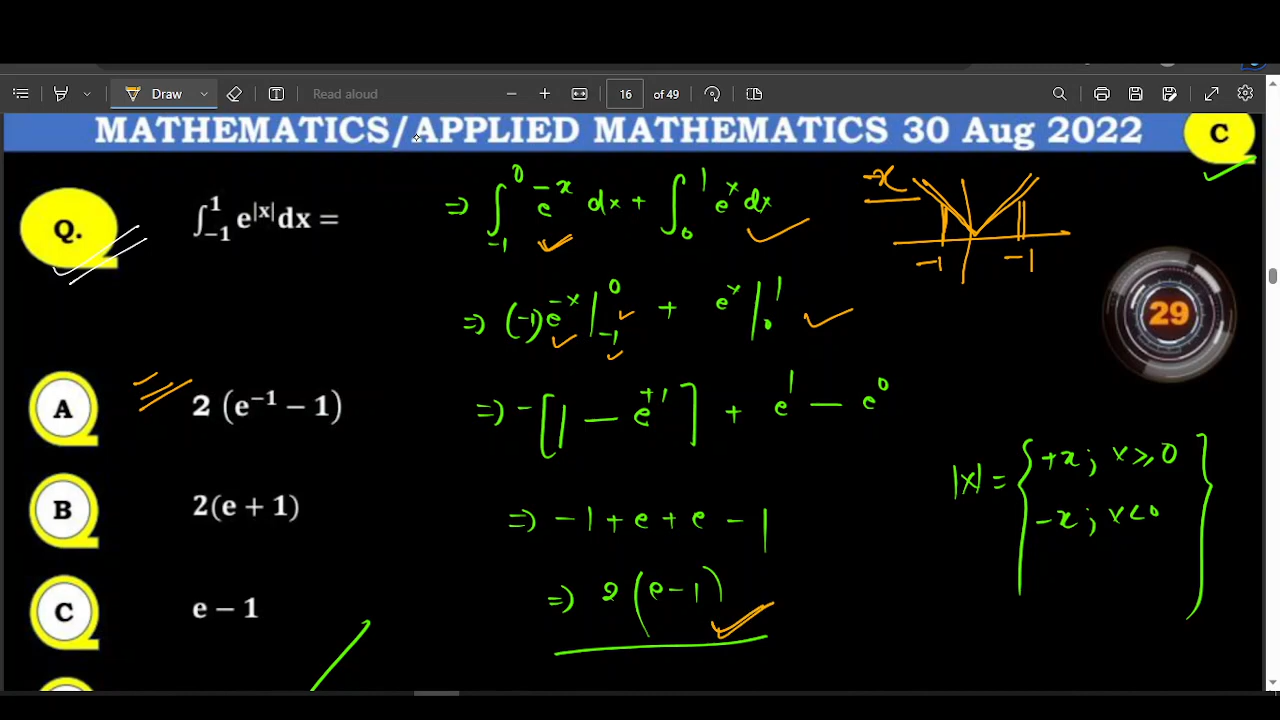 Draw
Read aloud
16 of 49
MATHEMATICS/APPLIED MATHEMATICS 30 Aug 2022 C
Q. ∫₋₁¹ e^|x| dx =
⇒ ∫₋₁⁰ e^-x dx + ∫₀¹ e^x dx
-x
-1 -1
⇒ (-1)e^-x |₋₁⁰ + e^x |₀¹
29
A 2 (e⁻¹ − 1)
⇒ -[1 - e^+1] + e^1 - e^0
|x| = { +x; x ⩾ 0
-x; x < 0 }
B 2(e + 1)
⇒ -1 + e + e - 1
C e − 1
⇒ 2(e-1)